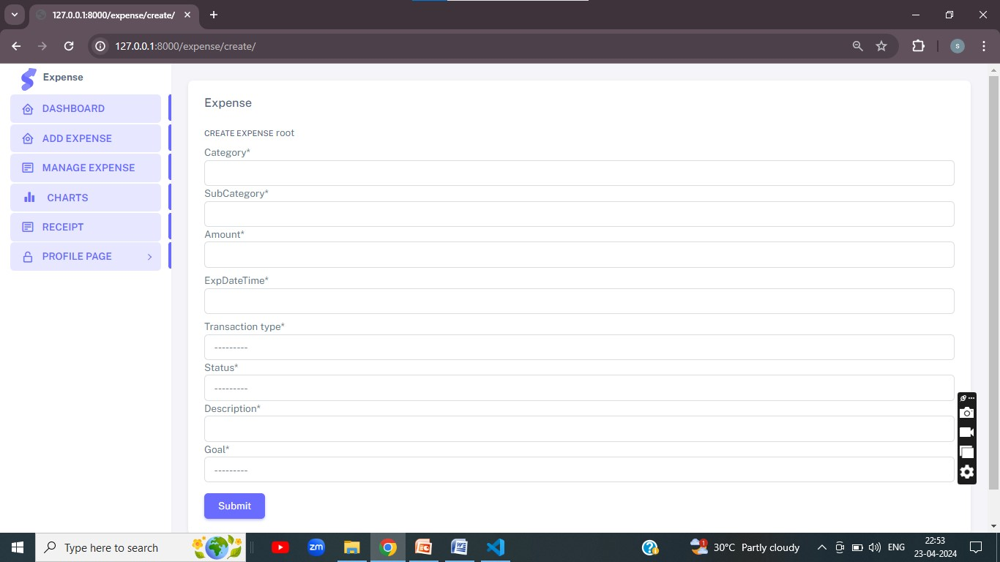 127.0.0.1:8000/expense/create/
127.0.0.1:8000/expense/create/
s
Expense
DASHBOARD
ADD EXPENSE
MANAGE EXPENSE
CHARTS
RECEIPT
PROFILE PAGE
Expense
CREATE EXPENSE root
Category*
SubCategory*
Amount*
ExpDateTime*
Transaction type*
---------
Status*
---------
Description*
Goal*
---------
Submit
Type here to search
zm
1
30°C Partly cloudy
ENG
22:53
23-04-2024